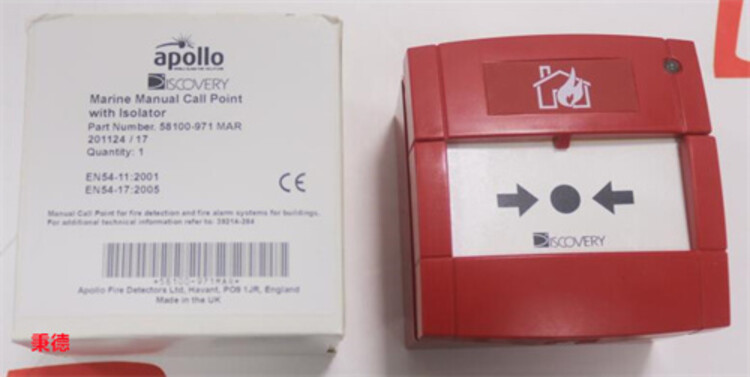 apollo
DISCOVERY
Marine Manual Call Point
with Isolator
Part Number. 58100-971 MAR
201124 / 17
Quantity: 1
EN54-11:2001
EN54-17:2005
CE
Manual Call Point for fire detection and fire alarm systems for buildings.
For additional technical information refer to: 39214-394
*58100-971MAR*
Apollo Fire Detectors Ltd, Havant, PO9 1JR, England
Made in the UK
秉德
DISCOVERY